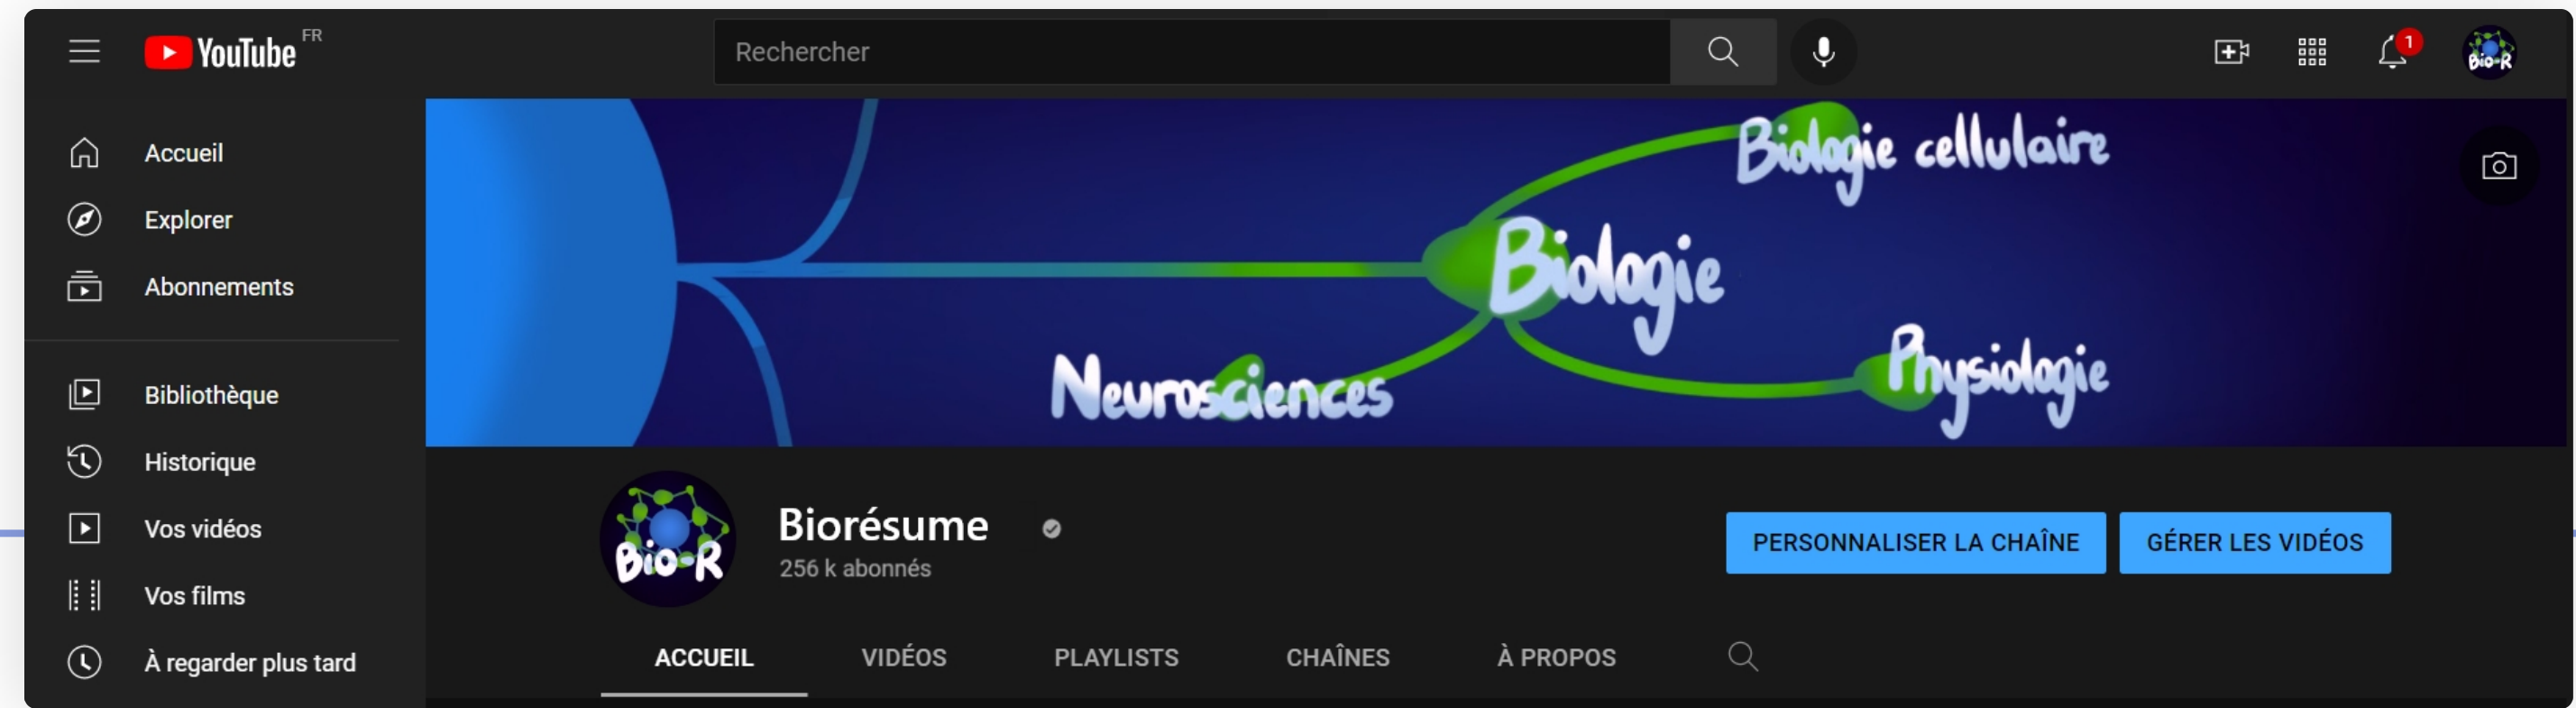 YouTube FR
Rechercher
1
Bio-R
Accueil
Explorer
Abonnements
Bibliothèque
Historique
Vos vidéos
Vos films
À regarder plus tard
Biologie cellulaire
Biologie
Neurosciences
Physiologie
Bio-R
Biorésume
256 k abonnés
PERSONNALISER LA CHAÎNE
GÉRER LES VIDÉOS
ACCUEIL VIDÉOS PLAYLISTS CHAÎNES À PROPOS